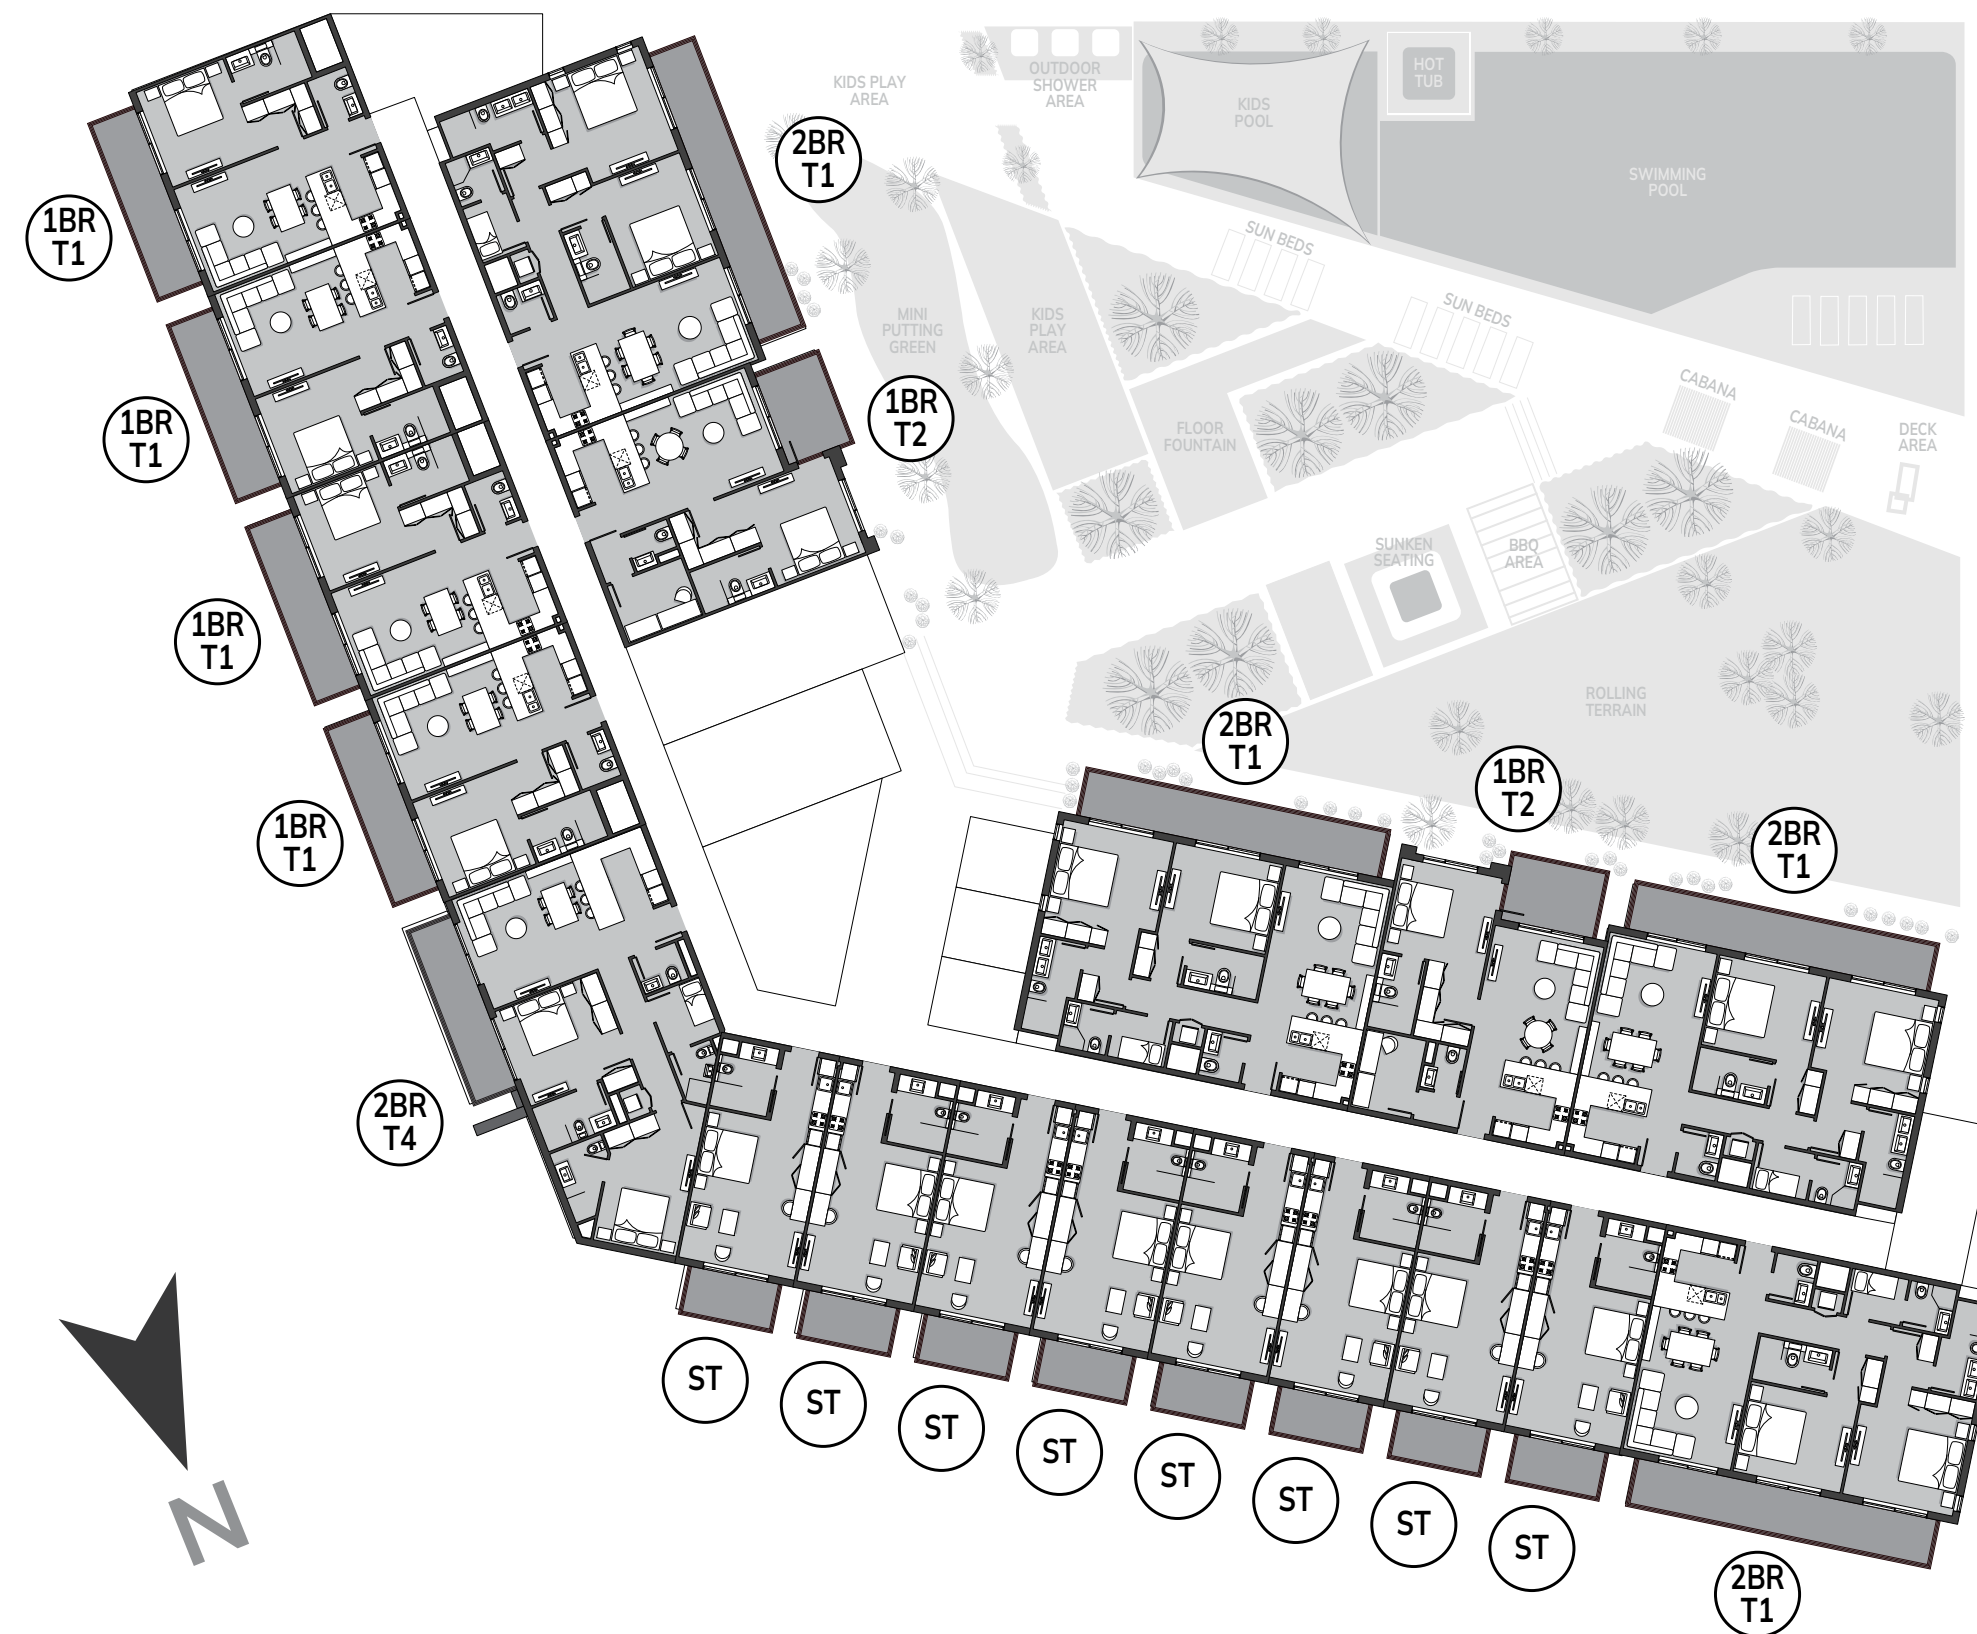 KIDS PLAY
AREA
OUTDOOR
SHOWER
AREA
KIDS
POOL
HOT
TUB
SWIMMING
POOL
2BR
T1
1BR
T1
SUN BEDS
SUN BEDS
MINI
PUTTING
GREEN
KIDS
PLAY
AREA
1BR
T2
1BR
T1
FLOOR
FOUNTAIN
CABANA
CABANA
DECK
AREA
SUNKEN
SEATING
BBQ
AREA
1BR
T1
ROLLING
TERRAIN
2BR
T1
1BR
T2
2BR
T1
1BR
T1
2BR
T4
ST
ST
ST
ST
ST
ST
ST
ST
2BR
T1
N